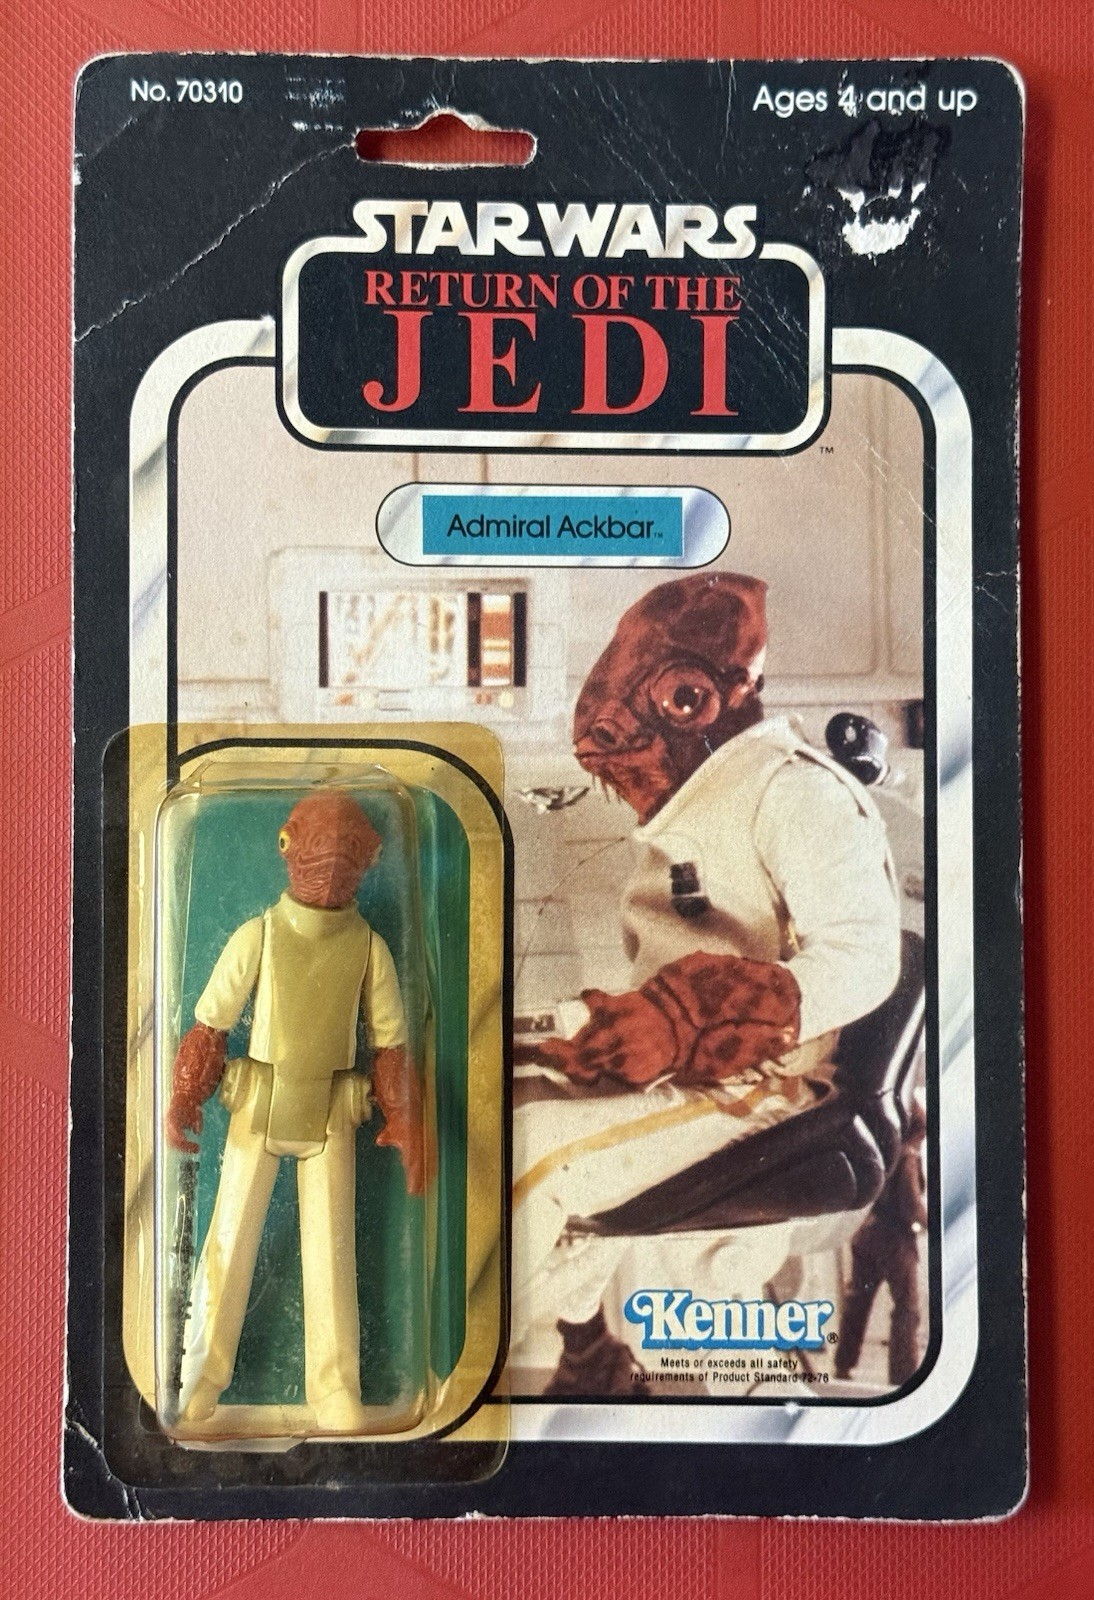 No. 70310
Ages 4 and up
STAR WARS
RETURN OF THE
JEDI
™
Admiral Ackbar™
Kenner®
Meets or exceeds all safety
requirements of Product Standard 72-76